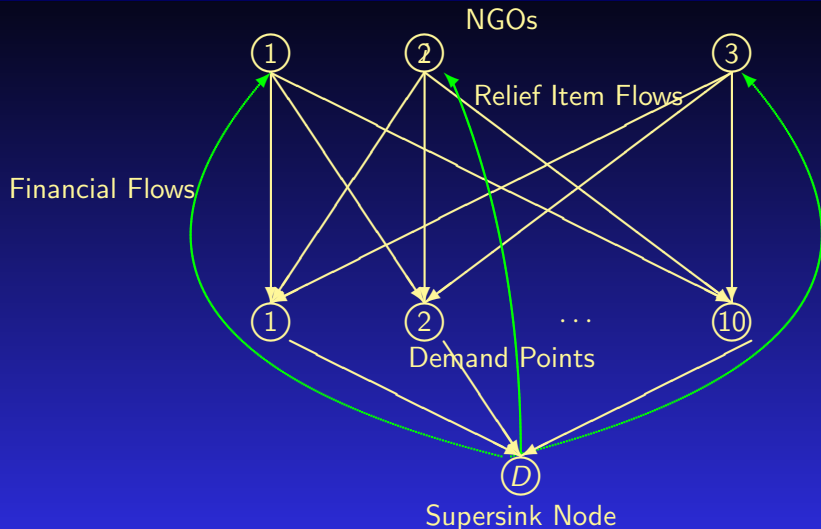 NGOs
1
2
3
Relief Item Flows
Financial Flows
1
2
. . .
10
Demand Points
D
Supersink Node